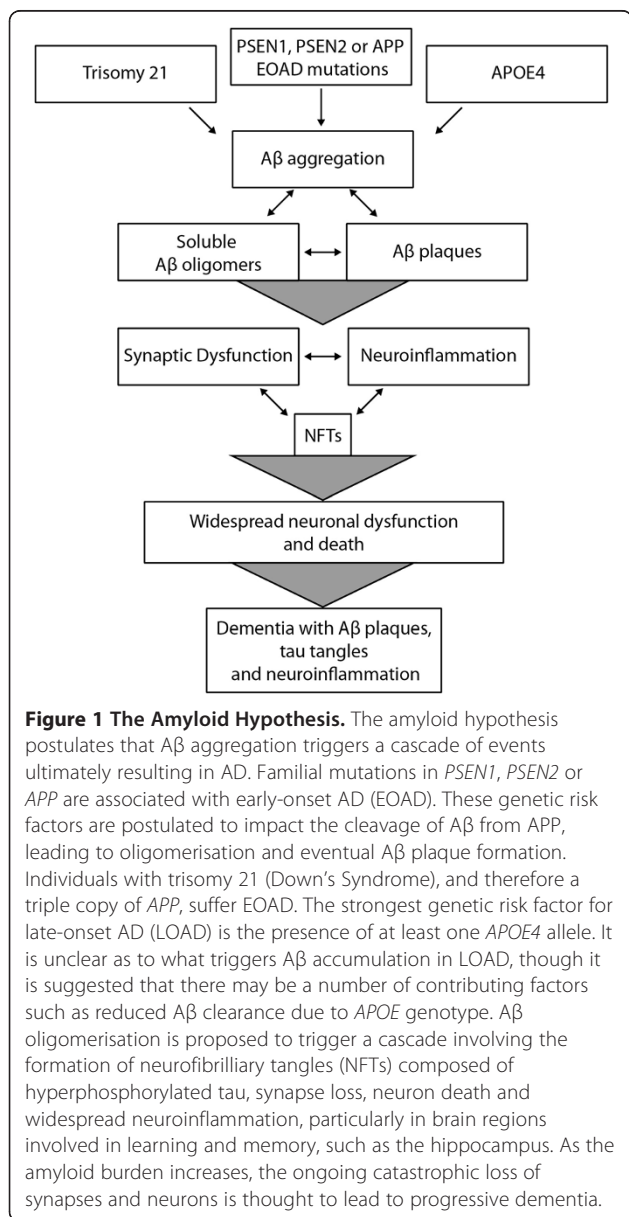 PSEN1, PSEN2 or APP
EOAD mutations
Trisomy 21
APOE4
Aβ aggregation
Soluble
Aβ oligomers
Aβ plaques
Synaptic Dysfunction
Neuroinflammation
NFTs
Widespread neuronal dysfunction
and death
Dementia with Aβ plaques,
tau tangles
and neuroinflammation
Figure 1 The Amyloid Hypothesis. The amyloid hypothesis
postulates that Aβ aggregation triggers a cascade of events
ultimately resulting in AD. Familial mutations in PSEN1, PSEN2 or
APP are associated with early-onset AD (EOAD). These genetic risk
factors are postulated to impact the cleavage of Aβ from APP,
leading to oligomerisation and eventual Aβ plaque formation.
Individuals with trisomy 21 (Down's Syndrome), and therefore a
triple copy of APP, suffer EOAD. The strongest genetic risk factor for
late-onset AD (LOAD) is the presence of at least one APOE4 allele. It
is unclear as to what triggers Aβ accumulation in LOAD, though it
is suggested that there may be a number of contributing factors
such as reduced Aβ clearance due to APOE genotype. Aβ
oligomerisation is proposed to trigger a cascade involving the
formation of neurofibrilliary tangles (NFTs) composed of
hyperphosphorylated tau, synapse loss, neuron death and
widespread neuroinflammation, particularly in brain regions
involved in learning and memory, such as the hippocampus. As the
amyloid burden increases, the ongoing catastrophic loss of
synapses and neurons is thought to lead to progressive dementia.